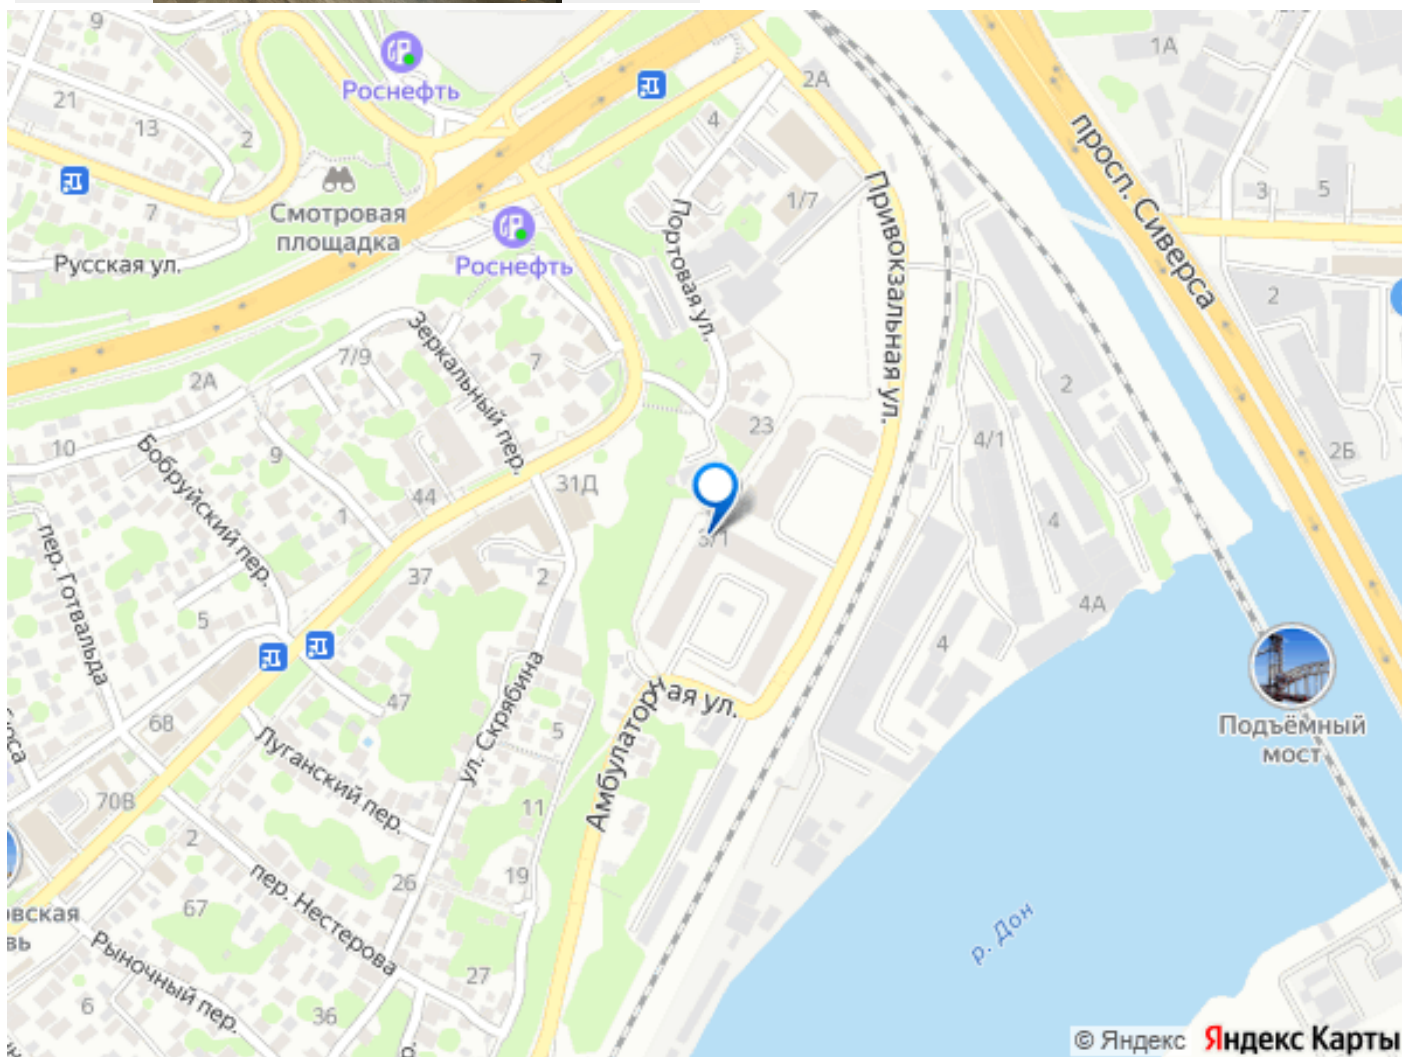 9
1А
Роснефть
2А
21
13
2
4
просп. Сиверса
3
5
7
Смотровая
площадка
1/7
Привокзальная ул.
Русская ул.
Роснефть
Портовая ул.
2
7/9
Зеркальный пер.
7
2А
2
10
Бобруйский пер.
9
23
4/1
2Б
44
31Д
1
3/1
4
пер. Готвальда
37
2
4А
5
4
ул. Скрябина
47
Амбулаторная ул.
68
5
Подъёмный
мост
Луганский пер.
70В
11
2
пер. Нестерова
26
19
67
р. Дон
Рыночный пер.
27
6
36
© Яндекс Яндекс Карты